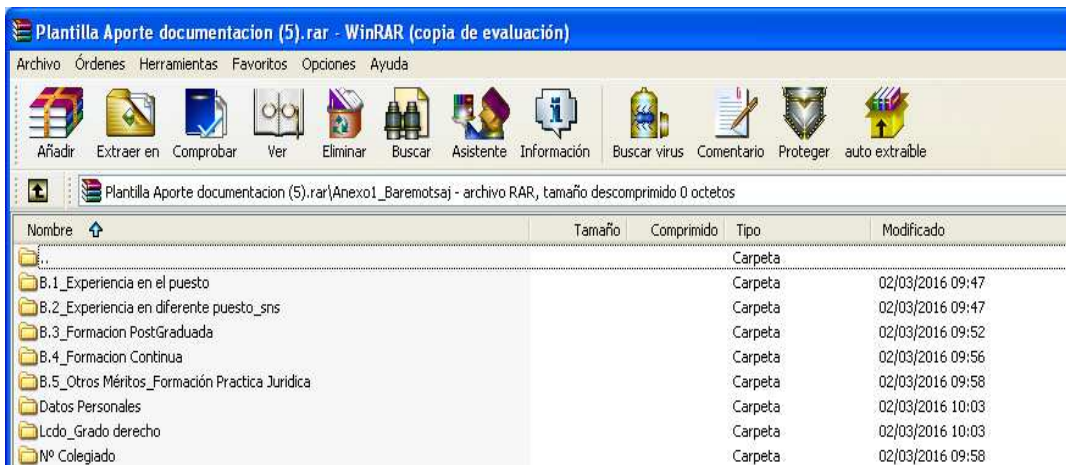 Plantilla Aporte documentacion (5).rar - WinRAR (copia de evaluación)
Archivo Órdenes Herramientas Favoritos Opciones Ayuda
Añadir Extraer en Comprobar Ver Eliminar Buscar Asistente Información Buscar virus Comentario Proteger auto extraíble
Plantilla Aporte documentacion (5).rar\Anexo1_Baremotsaj - archivo RAR, tamaño descomprimido 0 octetos
Nombre Tamaño Comprimido Tipo Modificado
.. Carpeta
B.1_Experiencia en el puesto Carpeta 02/03/2016 09:47
B.2_Experiencia en diferente puesto_sns Carpeta 02/03/2016 09:47
B.3_Formacion PostGraduada Carpeta 02/03/2016 09:52
B.4_Formacion Continua Carpeta 02/03/2016 09:56
B.5_Otros Méritos_Formación Practica Juridica Carpeta 02/03/2016 09:58
Datos Personales Carpeta 02/03/2016 10:03
Lcdo_Grado derecho Carpeta 02/03/2016 10:03
Nº Colegiado Carpeta 02/03/2016 09:58